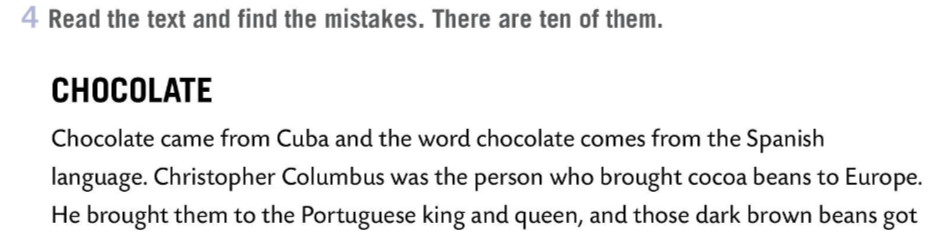 4 Read the text and find the mistakes. There are ten of them.
CHOCOLATE
Chocolate came from Cuba and the word chocolate comes from the Spanish
language. Christopher Columbus was the person who brought cocoa beans to Europe.
He brought them to the Portuguese king and queen, and those dark brown beans got